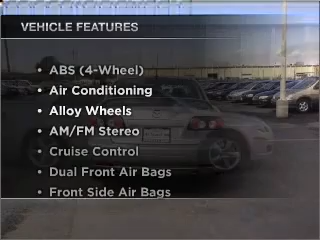 VEHICLE FEATURES
• ABS (4-Wheel)
• Air Conditioning
• Alloy Wheels
• AM/FM Stereo
• Cruise Control
• Dual Front Air Bags
• Front Side Air Bags